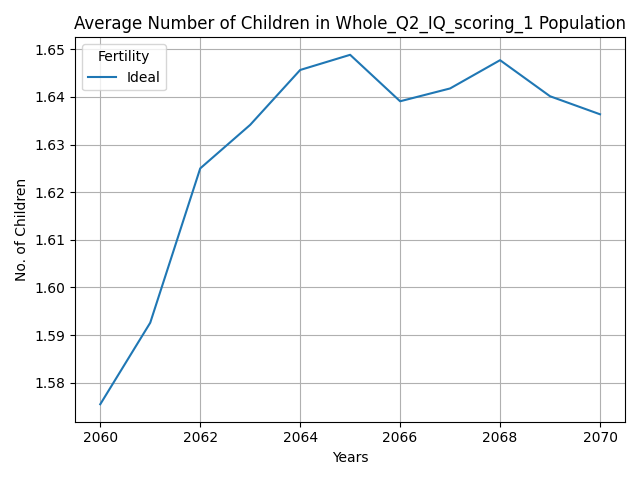 Average Number of Children in Whole_Q2_IQ_scoring_1 Population
Fertility
Ideal
No. of Children
1.65
1.64
1.63
1.62
1.61
1.60
1.59
1.58
2060 2062 2064 2066 2068 2070
Years